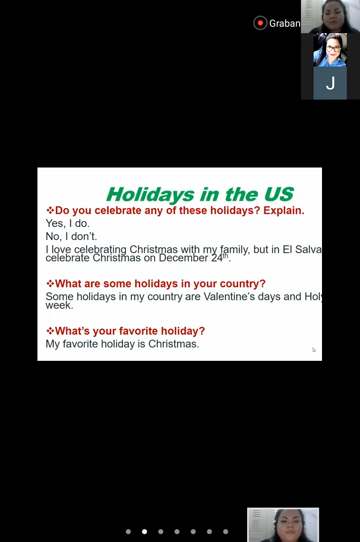 Graban
J
Holidays in the US
❖Do you celebrate any of these holidays? Explain.
Yes, I do.
No, I don't.
I love celebrating Christmas with my family, but in El Salva
celebrate Christmas on December 24th.
❖What are some holidays in your country?
Some holidays in my country are Valentine's days and Hol
week.
❖What's your favorite holiday?
My favorite holiday is Christmas.